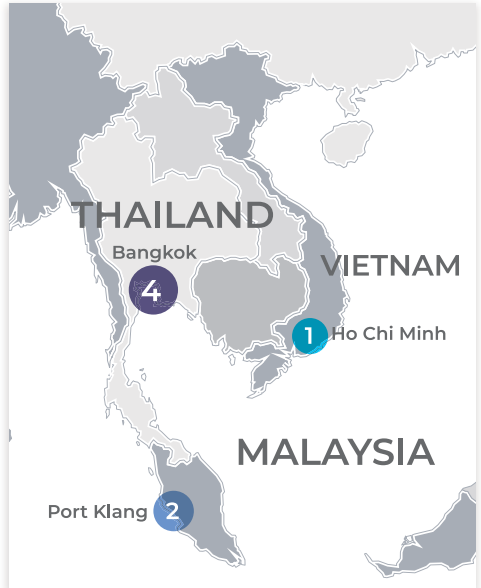 THAILAND
Bangkok
4
VIETNAM
1 Ho Chi Minh
MALAYSIA
Port Klang 2